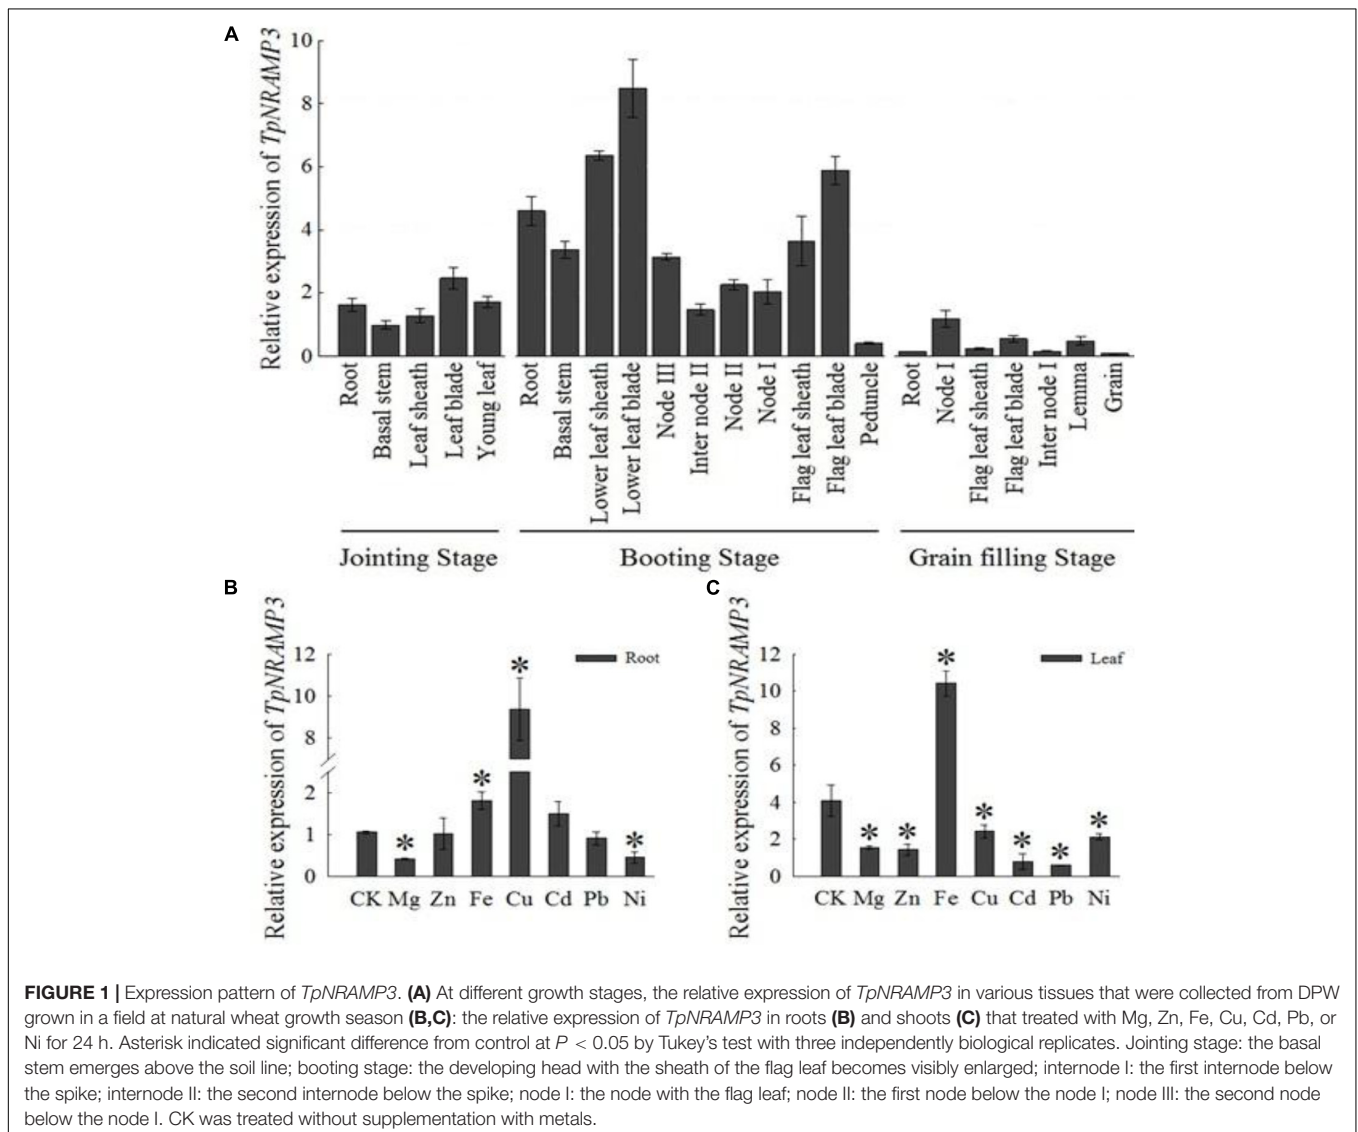 A
Relative expression of TpNRAMP3
10
8
6
4
2
0
Root
Basal stem
Leaf sheath
Leaf blade
Young leaf
Root
Basal stem
Lower leaf sheath
Lower leaf blade
Node III
Inter node II
Node II
Node I
Flag leaf sheath
Flag leaf blade
Peduncle
Root
Node I
Flag leaf sheath
Flag leaf blade
Inter node I
Lemma
Grain
Jointing Stage
Booting Stage
Grain filling Stage
B
Relative expression of TpNRAMP3
12
10
8
2
1
0
Root
*
*
*
*
CK Mg Zn Fe Cu Cd Pb Ni
C
Relative expression of TpNRAMP3
12
10
8
6
4
2
0
Leaf
*
*
*
*
*
*
*
CK Mg Zn Fe Cu Cd Pb Ni
FIGURE 1 | Expression pattern of TpNRAMP3. (A) At different growth stages, the relative expression of TpNRAMP3 in various tissues that were collected from DPW
grown in a field at natural wheat growth season (B,C): the relative expression of TpNRAMP3 in roots (B) and shoots (C) that treated with Mg, Zn, Fe, Cu, Cd, Pb, or
Ni for 24 h. Asterisk indicated significant difference from control at P < 0.05 by Tukey's test with three independently biological replicates. Jointing stage: the basal
stem emerges above the soil line; booting stage: the developing head with the sheath of the flag leaf becomes visibly enlarged; internode I: the first internode below
the spike; internode II: the second internode below the spike; node I: the node with the flag leaf; node II: the first node below the node I; node III: the second node
below the node I. CK was treated without supplementation with metals.